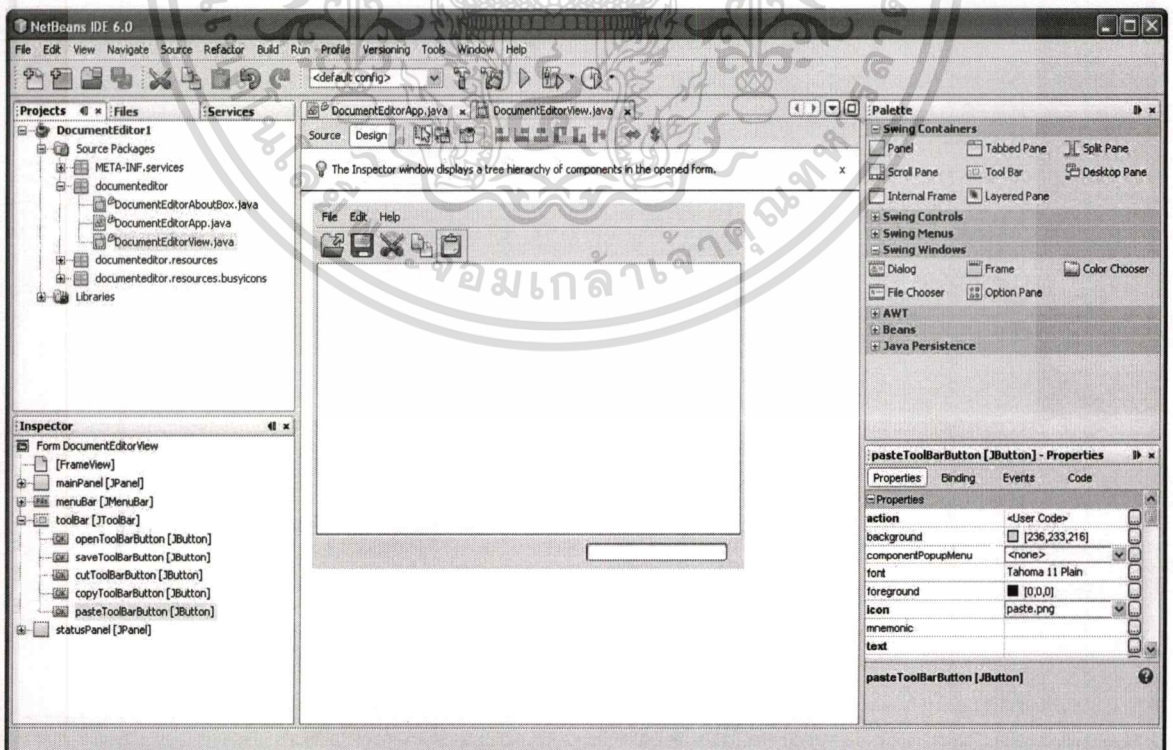 NetBeans IDE 6.0
File Edit View Navigate Source Refactor Build Run Profile Versioning Tools Window Help
<default config>
Projects Files Services
DocumentEditor1
Source Packages
META-INF.services
documenteditor
DocumentEditorAboutBox.java
DocumentEditorApp.java
DocumentEditorView.java
documenteditor.resources
documenteditor.resources.busyicons
Libraries
Inspector
Form DocumentEditorView
[FrameView]
mainPanel [JPanel]
menuBar [JMenuBar]
toolBar [JToolBar]
openToolBarButton [JButton]
saveToolBarButton [JButton]
cutToolBarButton [JButton]
copyToolBarButton [JButton]
pasteToolBarButton [JButton]
statusPanel [JPanel]
DocumentEditorApp.java x DocumentEditorView.java x
Source Design
The Inspector window displays a tree hierarchy of components in the opened form. x
File Edit Help
Palette
Swing Containers
Panel Tabbed Pane Split Pane
Scroll Pane Tool Bar Desktop Pane
Internal Frame Layered Pane
Swing Controls
Swing Menus
Swing Windows
Dialog Frame Color Chooser
File Chooser Option Pane
AWT
Beans
Java Persistence
pasteToolBarButton [JButton] - Properties
Properties Binding Events Code
Properties
action <User Code>
background [236,233,216]
componentPopupMenu <none>
font Tahoma 11 Plain
foreground [0,0,0]
icon paste.png
mnemonic
text
pasteToolBarButton [JButton]